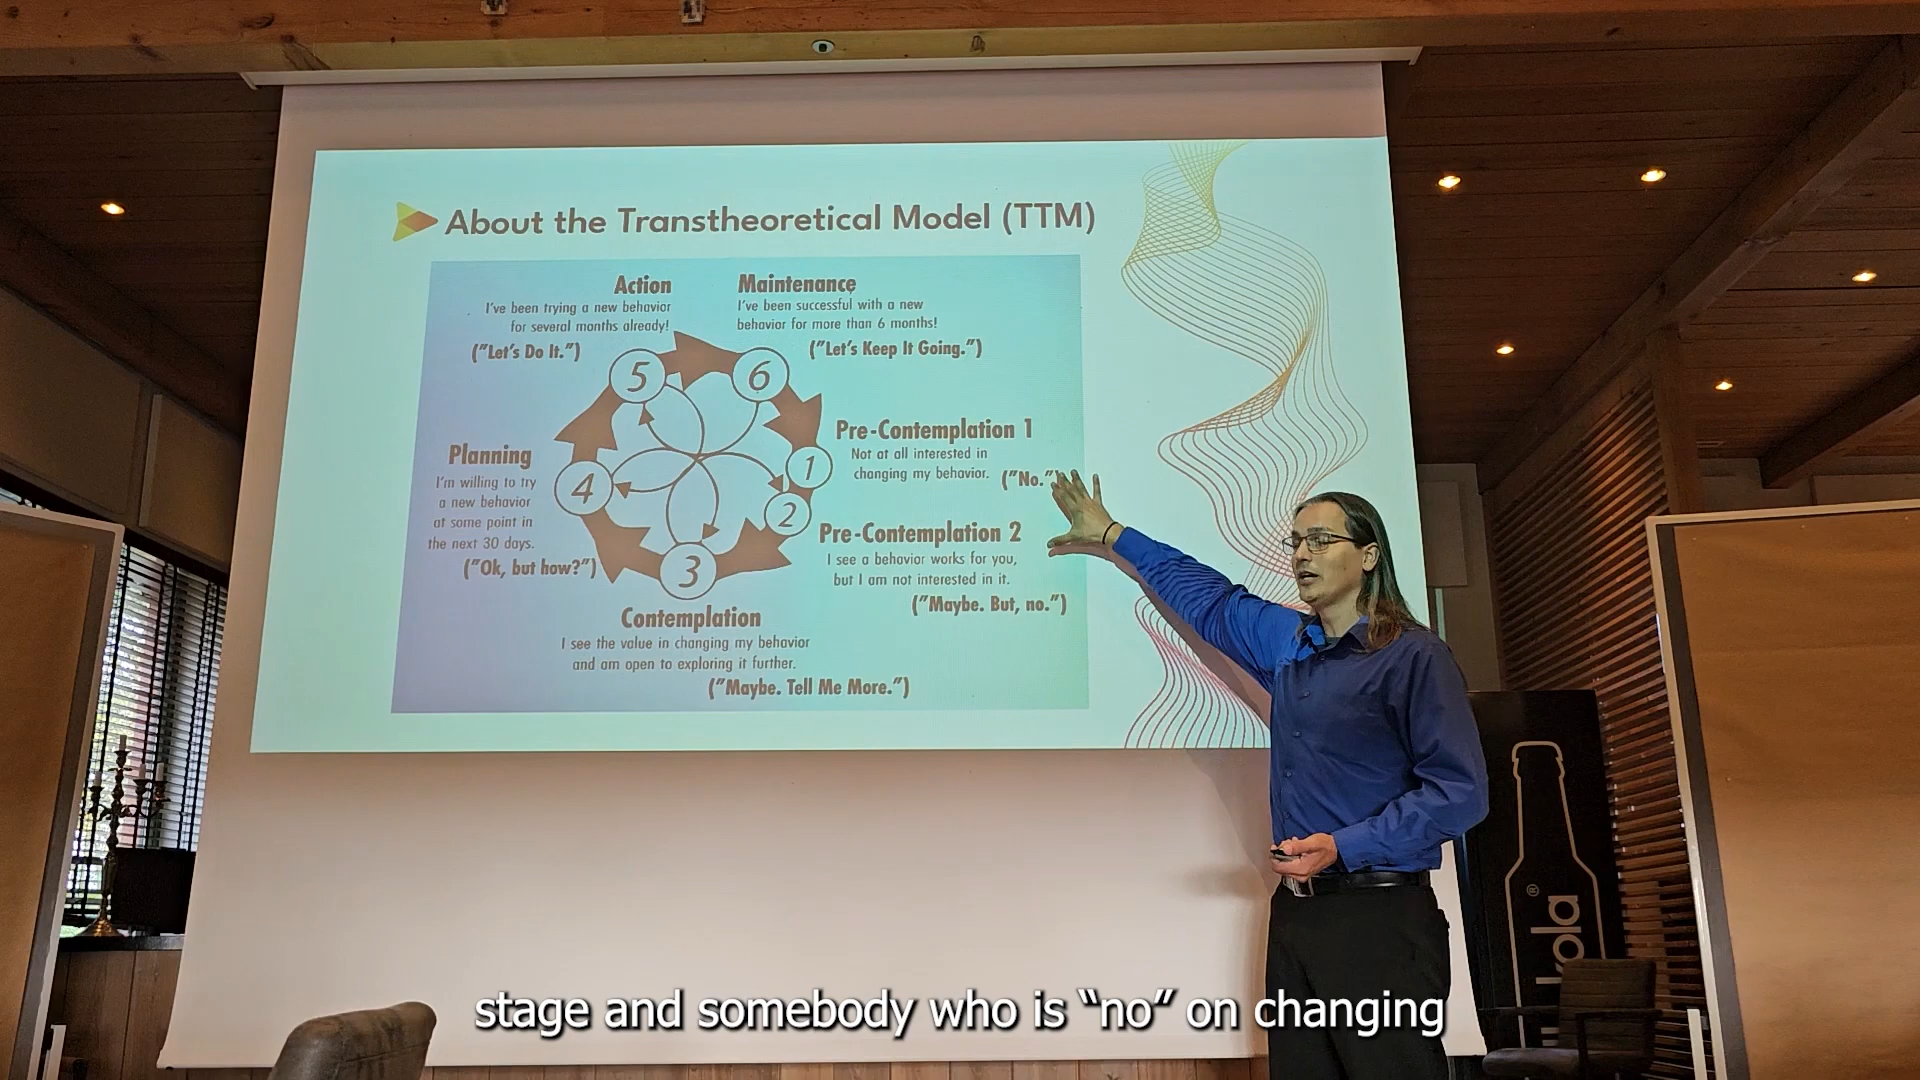 About the Transtheoretical Model (TTM)
Action
I've been trying a new behavior
for several months already!
("Let's Do It.")
Maintenance
I've been successful with a new
behavior for more than 6 months!
("Let's Keep It Going.")
5
6
Pre-Contemplation 1
Not at all interested in
changing my behavior.
("No.")
1
Planning
I'm willing to try
a new behavior
at some point in
the next 30 days.
("Ok, but how?")
4
2
Pre-Contemplation 2
I see a behavior works for you,
but I am not interested in it.
("Maybe. But, no.")
3
Contemplation
I see the value in changing my behavior
and am open to exploring it further.
("Maybe. Tell Me More.")
stage and somebody who is “no” on changing